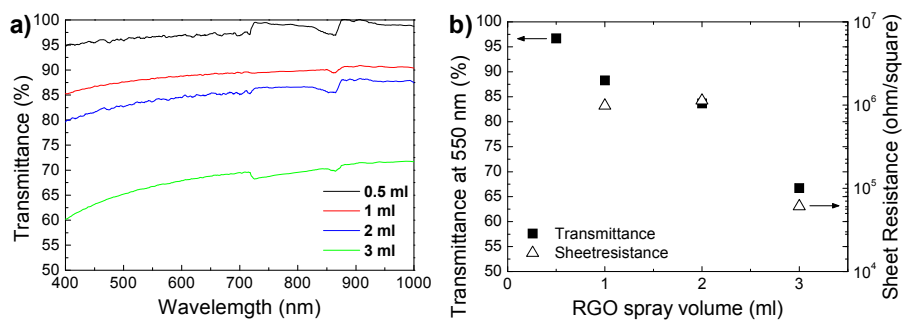 a)
Transmittance (%)
100
95
90
85
80
75
70
65
60
55
50
400 500 600 700 800 900 1000
Wavelength (nm)
0.5 ml
1 ml
2 ml
3 ml
b)
Transmittance at 550 nm (%)
100
95
90
85
80
75
70
65
60
55
50
0 1 2 3
RGO spray volume (ml)
Transmittance
Sheetresistance
10^7
10^6
10^5
10^4
Sheet Resistance (ohm/square)